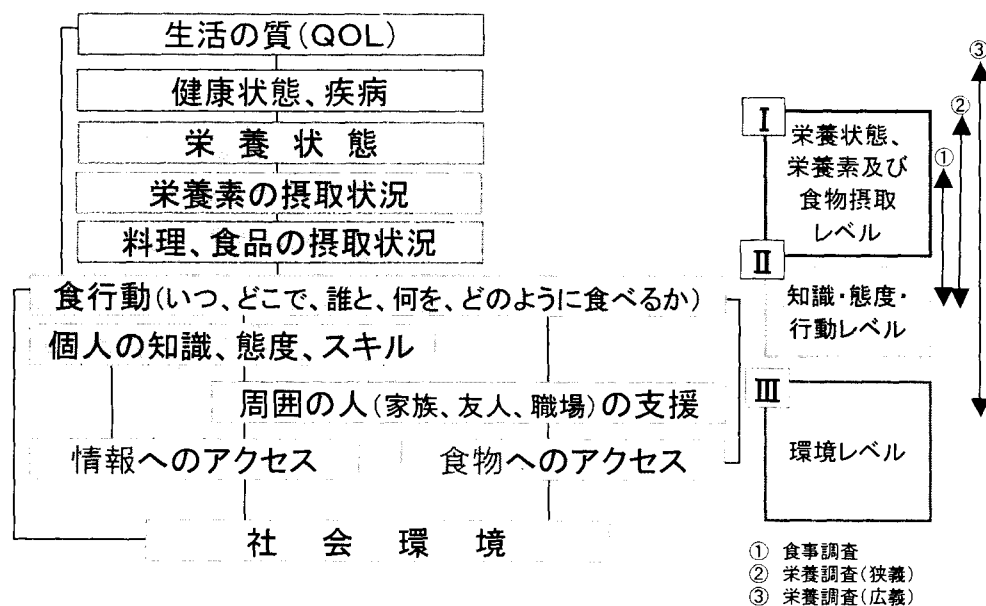 生活の質(QOL)
健康状態、疾病
栄養状態
栄養素の摂取状況
料理、食品の摂取状況
食行動(いつ、どこで、誰と、何を、どのように食べるか)
個人の知識、態度、スキル
周囲の人(家族、友人、職場)の支援
情報へのアクセス
食物へのアクセス
社会環境
Ⅰ
栄養状態、
栄養素及び
食物摂取
レベル
Ⅱ
知識・態度・
行動レベル
Ⅲ
環境レベル
①
②
③
① 食事調査
② 栄養調査(狭義)
③ 栄養調査(広義)